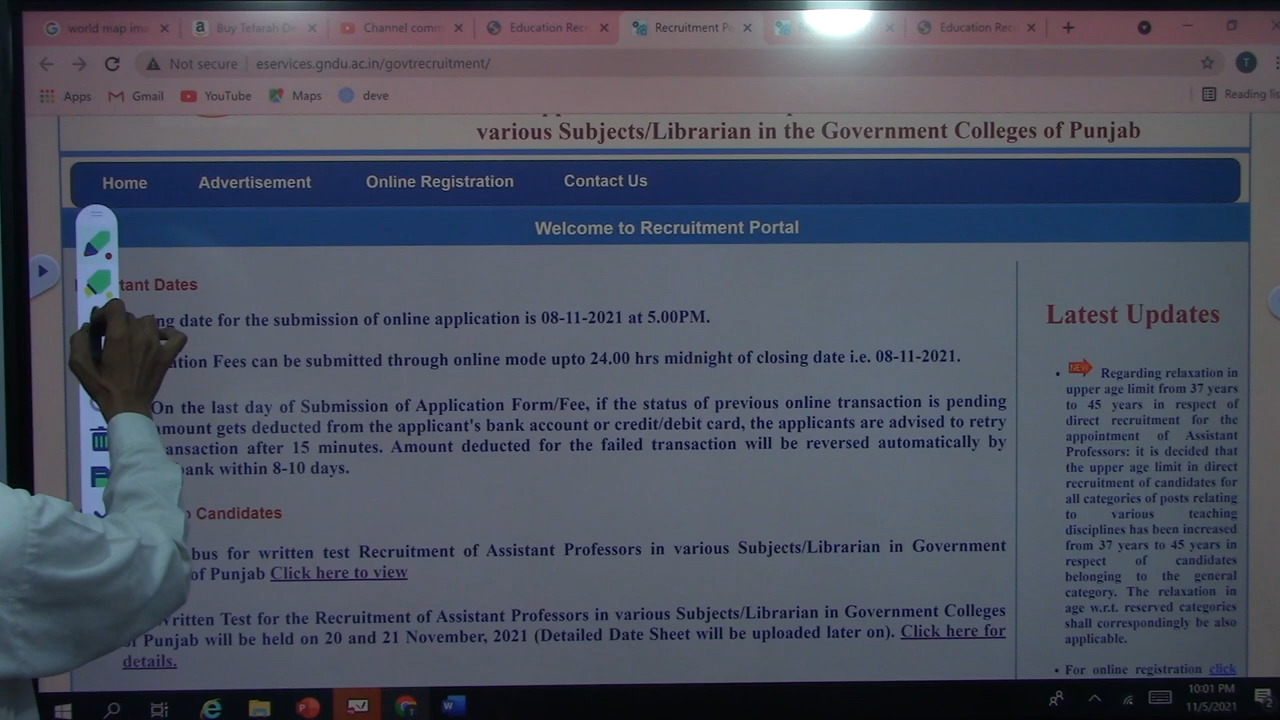 world map ima
Buy Tefarah De
Channel comm
Education Recr
Recruitment Po
Education Rec
Not secure eservices.gndu.ac.in/govtrecruitment/
Apps Gmail YouTube Maps deve Reading lis
various Subjects/Librarian in the Government Colleges of Punjab
Home Advertisement Online Registration Contact Us
Welcome to Recruitment Portal
tant Dates
ng date for the submission of online application is 08-11-2021 at 5.00PM.
ation Fees can be submitted through online mode upto 24.00 hrs midnight of closing date i.e. 08-11-2021.
On the last day of Submission of Application Form/Fee, if the status of previous online transaction is pending
amount gets deducted from the applicant's bank account or credit/debit card, the applicants are advised to retry
ansaction after 15 minutes. Amount deducted for the failed transaction will be reversed automatically by
bank within 8-10 days.
Candidates
bus for written test Recruitment of Assistant Professors in various Subjects/Librarian in Government
of Punjab Click here to view
ritten Test for the Recruitment of Assistant Professors in various Subjects/Librarian in Government Colleges
of Punjab will be held on 20 and 21 November, 2021 (Detailed Date Sheet will be uploaded later on). Click here for
details.
Latest Updates
• NEW Regarding relaxation in
upper age limit from 37 years
to 45 years in respect of
direct recruitment for the
appointment of Assistant
Professors: it is decided that
the upper age limit in direct
recruitment of candidates for
all categories of posts relating
to various teaching
disciplines has been increased
from 37 years to 45 years in
respect of candidates
belonging to the general
category. The relaxation in
age w.r.t. reserved categories
shall correspondingly be also
applicable.
• For online registration click
10:01 PM
11/5/2021